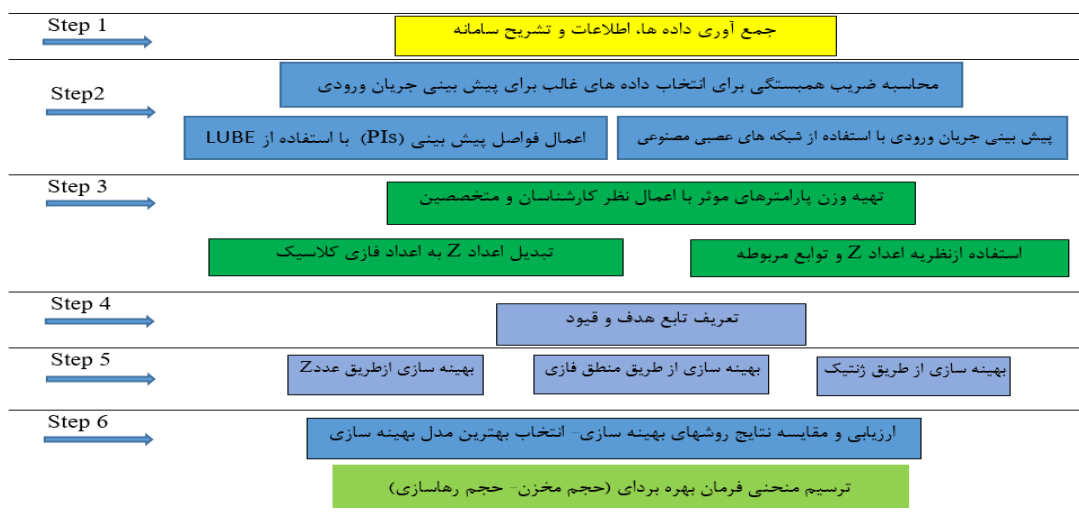 Step 1
جمع آوری داده ها، اطلاعات و تشریح سامانه
Step2
محاسبه ضریب همبستگی برای انتخاب داده های غالب برای پیش بینی جریان ورودی
پیش بینی جریان ورودی با استفاده از شبکه های عصبی مصنوعی
اعمال فواصل پیش بینی (PIs) با استفاده از LUBE
Step 3
تهیه وزن پارامترهای موثر با اعمال نظر کارشناسان و متخصصین
استفاده ازنظریه اعداد Z و توابع مربوطه
تبدیل اعداد Z به اعداد فازی کلاسیک
Step 4
تعریف تابع هدف و قیود
Step 5
بهینه سازی از طریق ژنتیک
بهینه سازی از طریق منطق فازی
بهینه سازی ازطریق عددZ
Step 6
ارزیابی و مقایسه نتایج روشهای بهینه سازی- انتخاب بهترین مدل بهینه سازی
ترسیم منحنی فرمان بهره بردای (حجم مخزن- حجم رهاسازی)